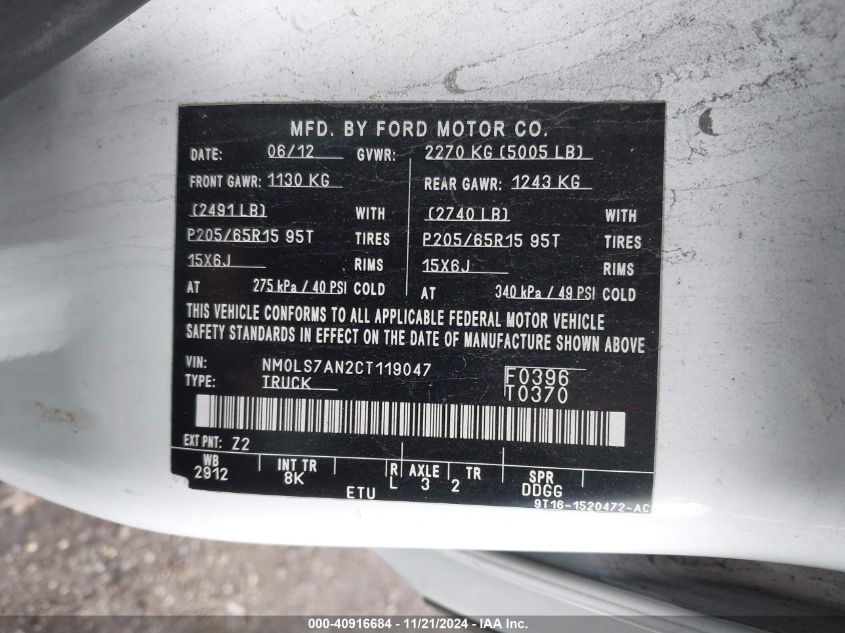 MFD. BY FORD MOTOR CO.
DATE: 06/12 GVWR: 2270 KG (5005 LB)
FRONT GAWR: 1130 KG REAR GAWR: 1243 KG
(2491 LB) WITH (2740 LB) WITH
P205/65R15 95T TIRES P205/65R15 95T TIRES
15X6J RIMS 15X6J RIMS
AT 275 kPa / 40 PSI COLD AT 340 kPa / 49 PSI COLD
THIS VEHICLE CONFORMS TO ALL APPLICABLE FEDERAL MOTOR VEHICLE
SAFETY STANDARDS IN EFFECT ON THE DATE OF MANUFACTURE SHOWN ABOVE
VIN: NM0LS7AN2CT119047 F0396
TYPE: TRUCK T0370
EXT PNT: Z2
WB INT TR R AXLE TR SPR
2912 8K L 3 2 DDGG
ETU 9T16-1520472-AC
000-40916684 - 11/21/2024 - IAA Inc.